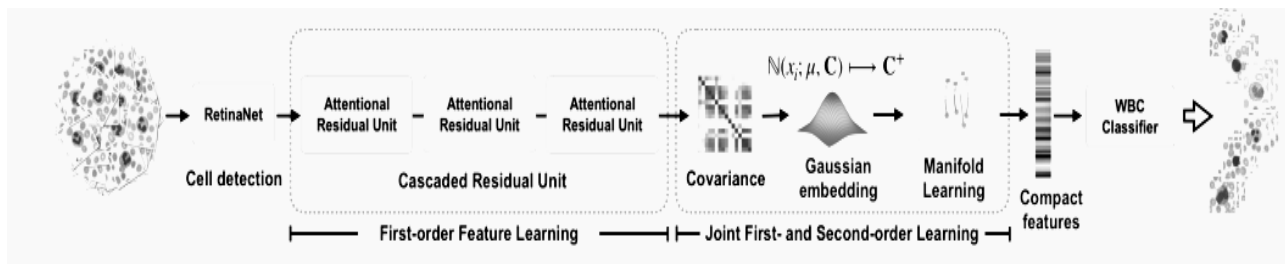 RetinaNet
Cell detection
Attentional
Residual Unit
Attentional
Residual Unit
Attentional
Residual Unit
Cascaded Residual Unit
First-order Feature Learning
ℕ(xᵢ; μ, C) ⟼ C⁺
Covariance
Gaussian
embedding
Manifold
Learning
Joint First- and Second-order Learning
Compact
features
WBC
Classifier